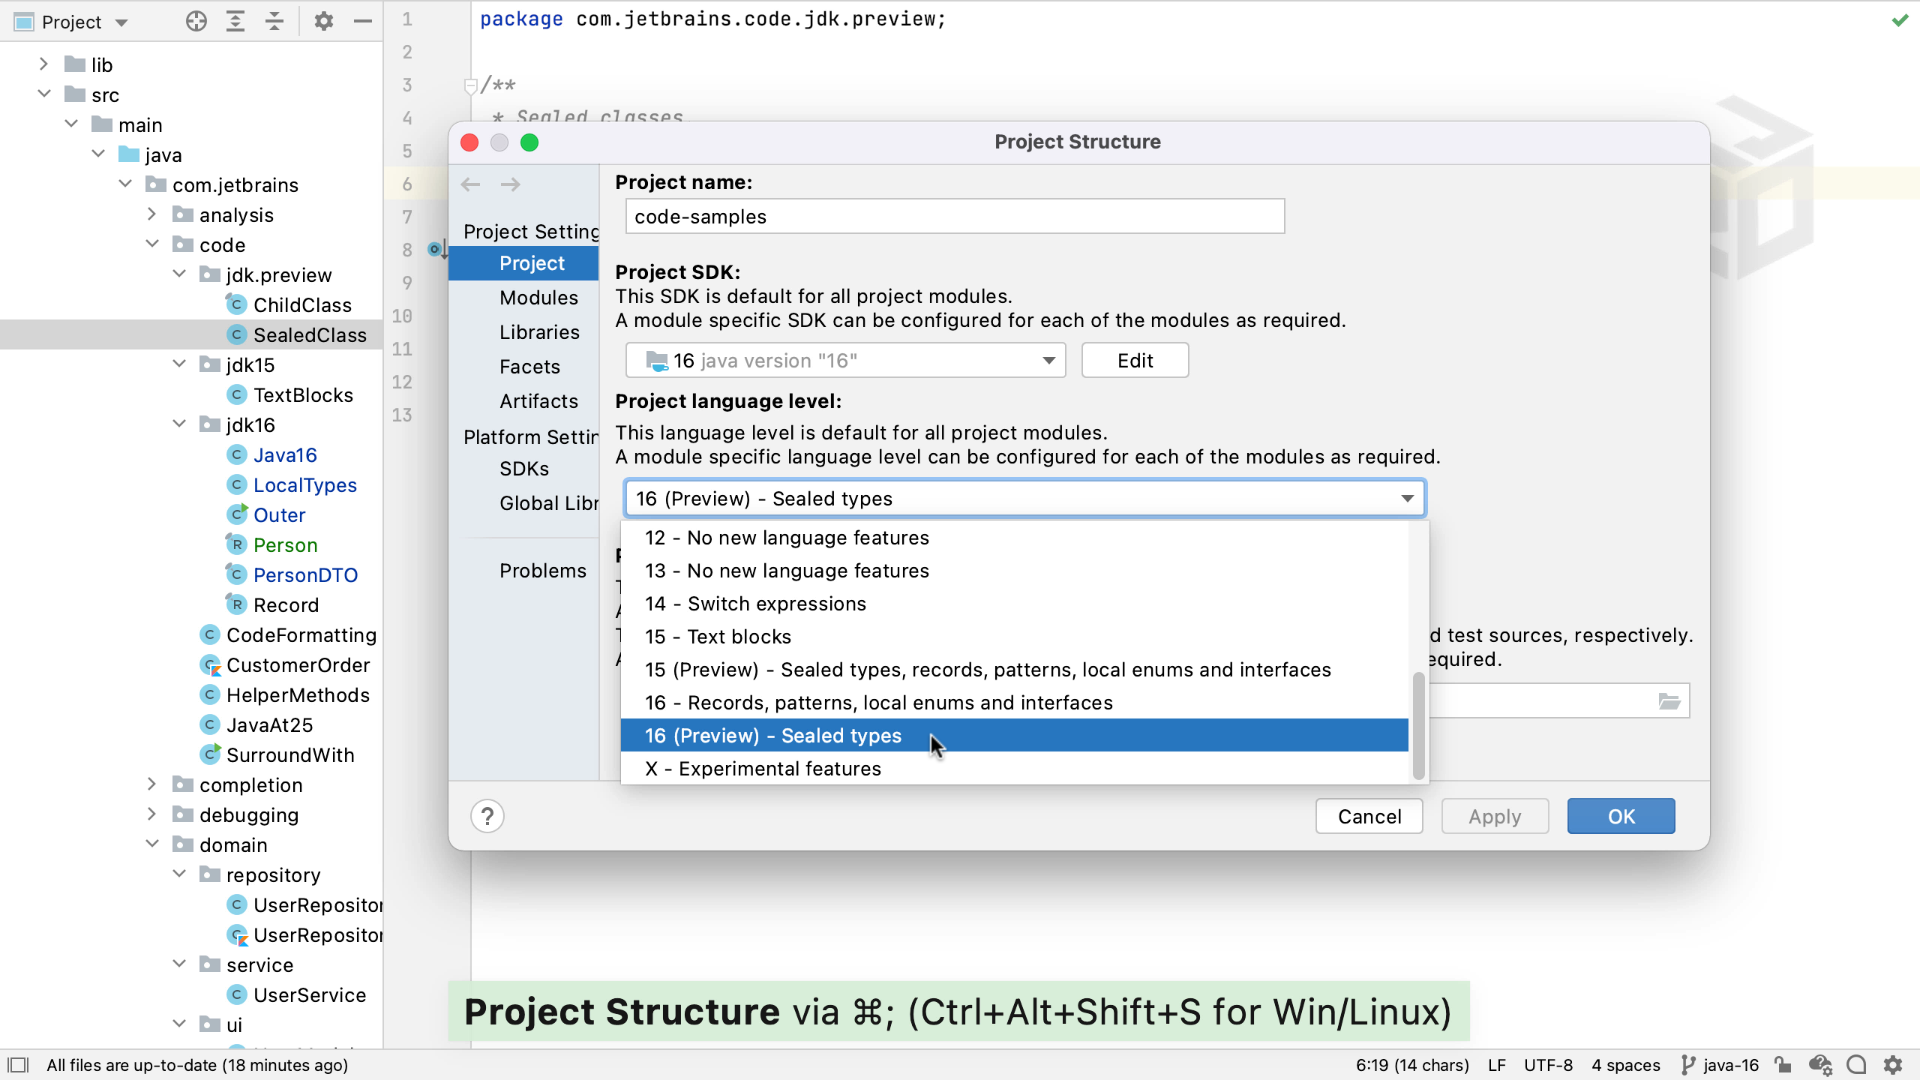 Project
lib
src
main
java
com.jetbrains
analysis
code
jdk.preview
ChildClass
SealedClass
jdk15
TextBlocks
jdk16
Java16
LocalTypes
Outer
Person
PersonDTO
Record
CodeFormatting
CustomerOrder
HelperMethods
JavaAt25
SurroundWith
completion
debugging
domain
repository
UserRepositor
UserRepositor
service
UserService
ui
1 package com.jetbrains.code.jdk.preview;
2
3 /**
4 * Sealed classes
5
6
7
8
9
10
11
12
13
Project Structure
Project Setting
Project
Modules
Libraries
Facets
Artifacts
Platform Settin
SDKs
Global Libr
Problems
Project name:
code-samples
Project SDK:
This SDK is default for all project modules.
A module specific SDK can be configured for each of the modules as required.
16 java version "16"
Edit
Project language level:
This language level is default for all project modules.
A module specific language level can be configured for each of the modules as required.
16 (Preview) - Sealed types
12 - No new language features
13 - No new language features
14 - Switch expressions
15 - Text blocks
15 (Preview) - Sealed types, records, patterns, local enums and interfaces
16 - Records, patterns, local enums and interfaces
16 (Preview) - Sealed types
X - Experimental features
d test sources, respectively.
equired.
?
Cancel
Apply
OK
Project Structure via ⌘; (Ctrl+Alt+Shift+S for Win/Linux)
All files are up-to-date (18 minutes ago)
6:19 (14 chars) LF UTF-8 4 spaces java-16